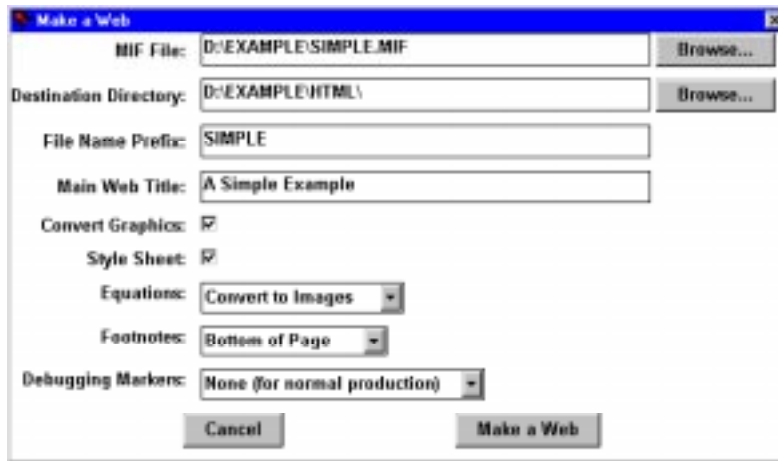 Make a Web
MIF File: D:\EXAMPLE\SIMPLE.MIF Browse...
Destination Directory: D:\EXAMPLE\HTML\ Browse...
File Name Prefix: SIMPLE
Main Web Title: A Simple Example
Convert Graphics:
Style Sheet:
Equations: Convert to Images
Footnotes: Bottom of Page
Debugging Markers: None (for normal production)
Cancel Make a Web